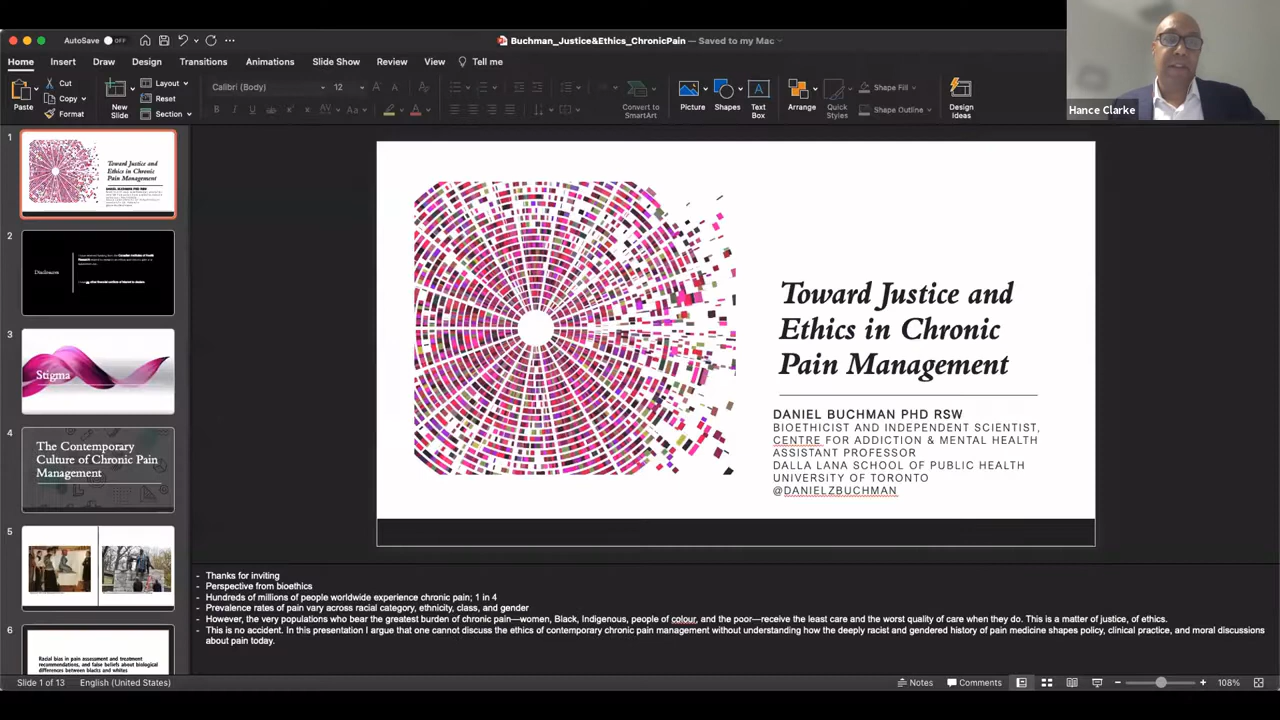 AutoSave OFF
Buchman_Justice&Ethics_ChronicPain — Saved to my Mac
Home Insert Draw Design Transitions Animations Slide Show Review View Tell me
Paste
Cut
Copy
Format
New Slide
Layout
Reset
Section
Calibri (Body) 12
Convert to SmartArt
Picture
Shapes
Text Box
Arrange
Quick Styles
Shape Fill
Shape Outline
Design Ideas
Hance Clarke
1
Toward Justice and
Ethics in Chronic
Pain Management
DANIEL BUCHMAN PHD RSW
2
Disclosures
3
Stigma
4
The Contemporary
Culture of Chronic Pain
Management
5
6
Racial bias in pain assessment and treatment
recommendations, and false beliefs about biological
differences between blacks and whites
Toward Justice and
Ethics in Chronic
Pain Management
DANIEL BUCHMAN PHD RSW
BIOETHICIST AND INDEPENDENT SCIENTIST,
CENTRE FOR ADDICTION & MENTAL HEALTH
ASSISTANT PROFESSOR
DALLA LANA SCHOOL OF PUBLIC HEALTH
UNIVERSITY OF TORONTO
@DANIELZBUCHMAN
- Thanks for inviting
- Perspective from bioethics
- Hundreds of millions of people worldwide experience chronic pain; 1 in 4
- Prevalence rates of pain vary across racial category, ethnicity, class, and gender
- However, the very populations who bear the greatest burden of chronic pain—women, Black, Indigenous, people of colour, and the poor—receive the least care and the worst quality of care when they do. This is a matter of justice, of ethics.
- This is no accident. In this presentation I argue that one cannot discuss the ethics of contemporary chronic pain management without understanding how the deeply racist and gendered history of pain medicine shapes policy, clinical practice, and moral discussions
about pain today.
Slide 1 of 13 English (United States) Notes Comments 108%